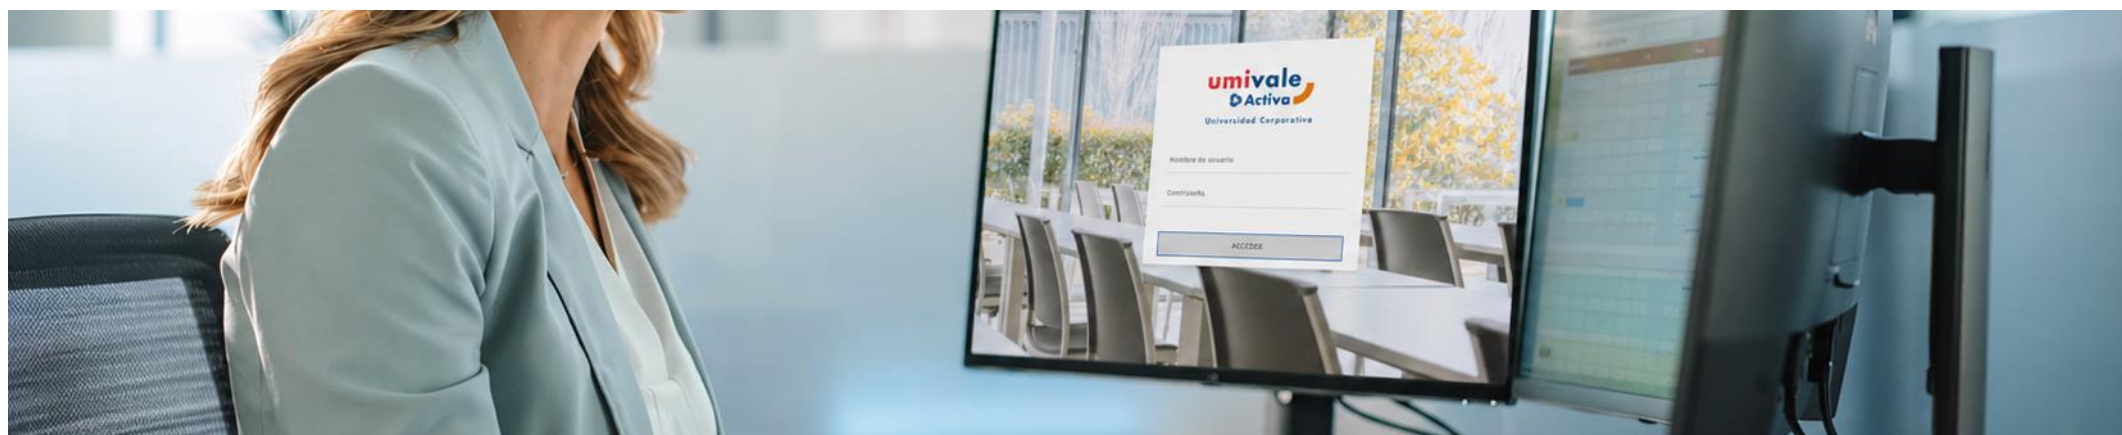 umivale
Activa
Universidad Corporativa
Nombre de usuario
Contraseña
ACCEDER